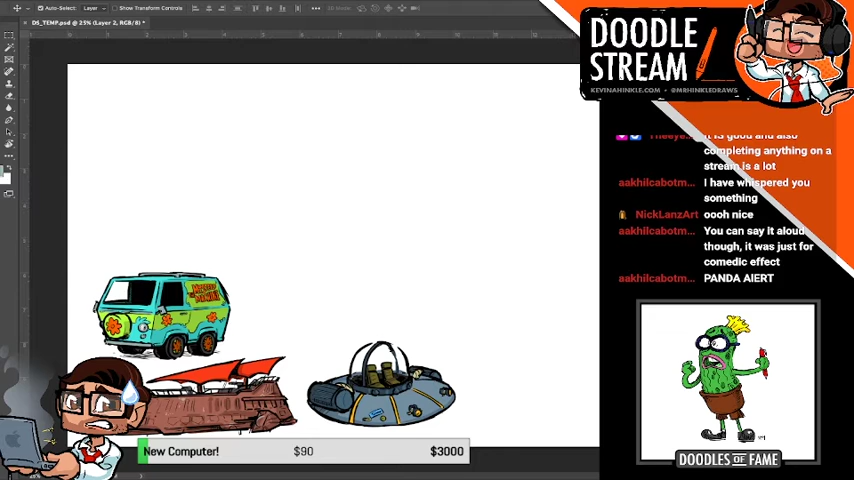 Auto-Select: Layer Show Transform Controls
DS_TEMP.psd @ 25% (Layer 2, RGB/8) *
DOODLE
STREAM
KEVINAHINKLE.COM • @MRHINKLEDRAWS
it is good and also
completing anything on a
stream is a lot
aakhilcabotm... I have whispered you
something
NickLanzArt oooh nice
aakhilcabotm... You can say it aloud
though, it was just for
comedic effect
aakhilcabotm... PANDA AlERT
New Computer! $90 $3000
DOODLES OF FAME